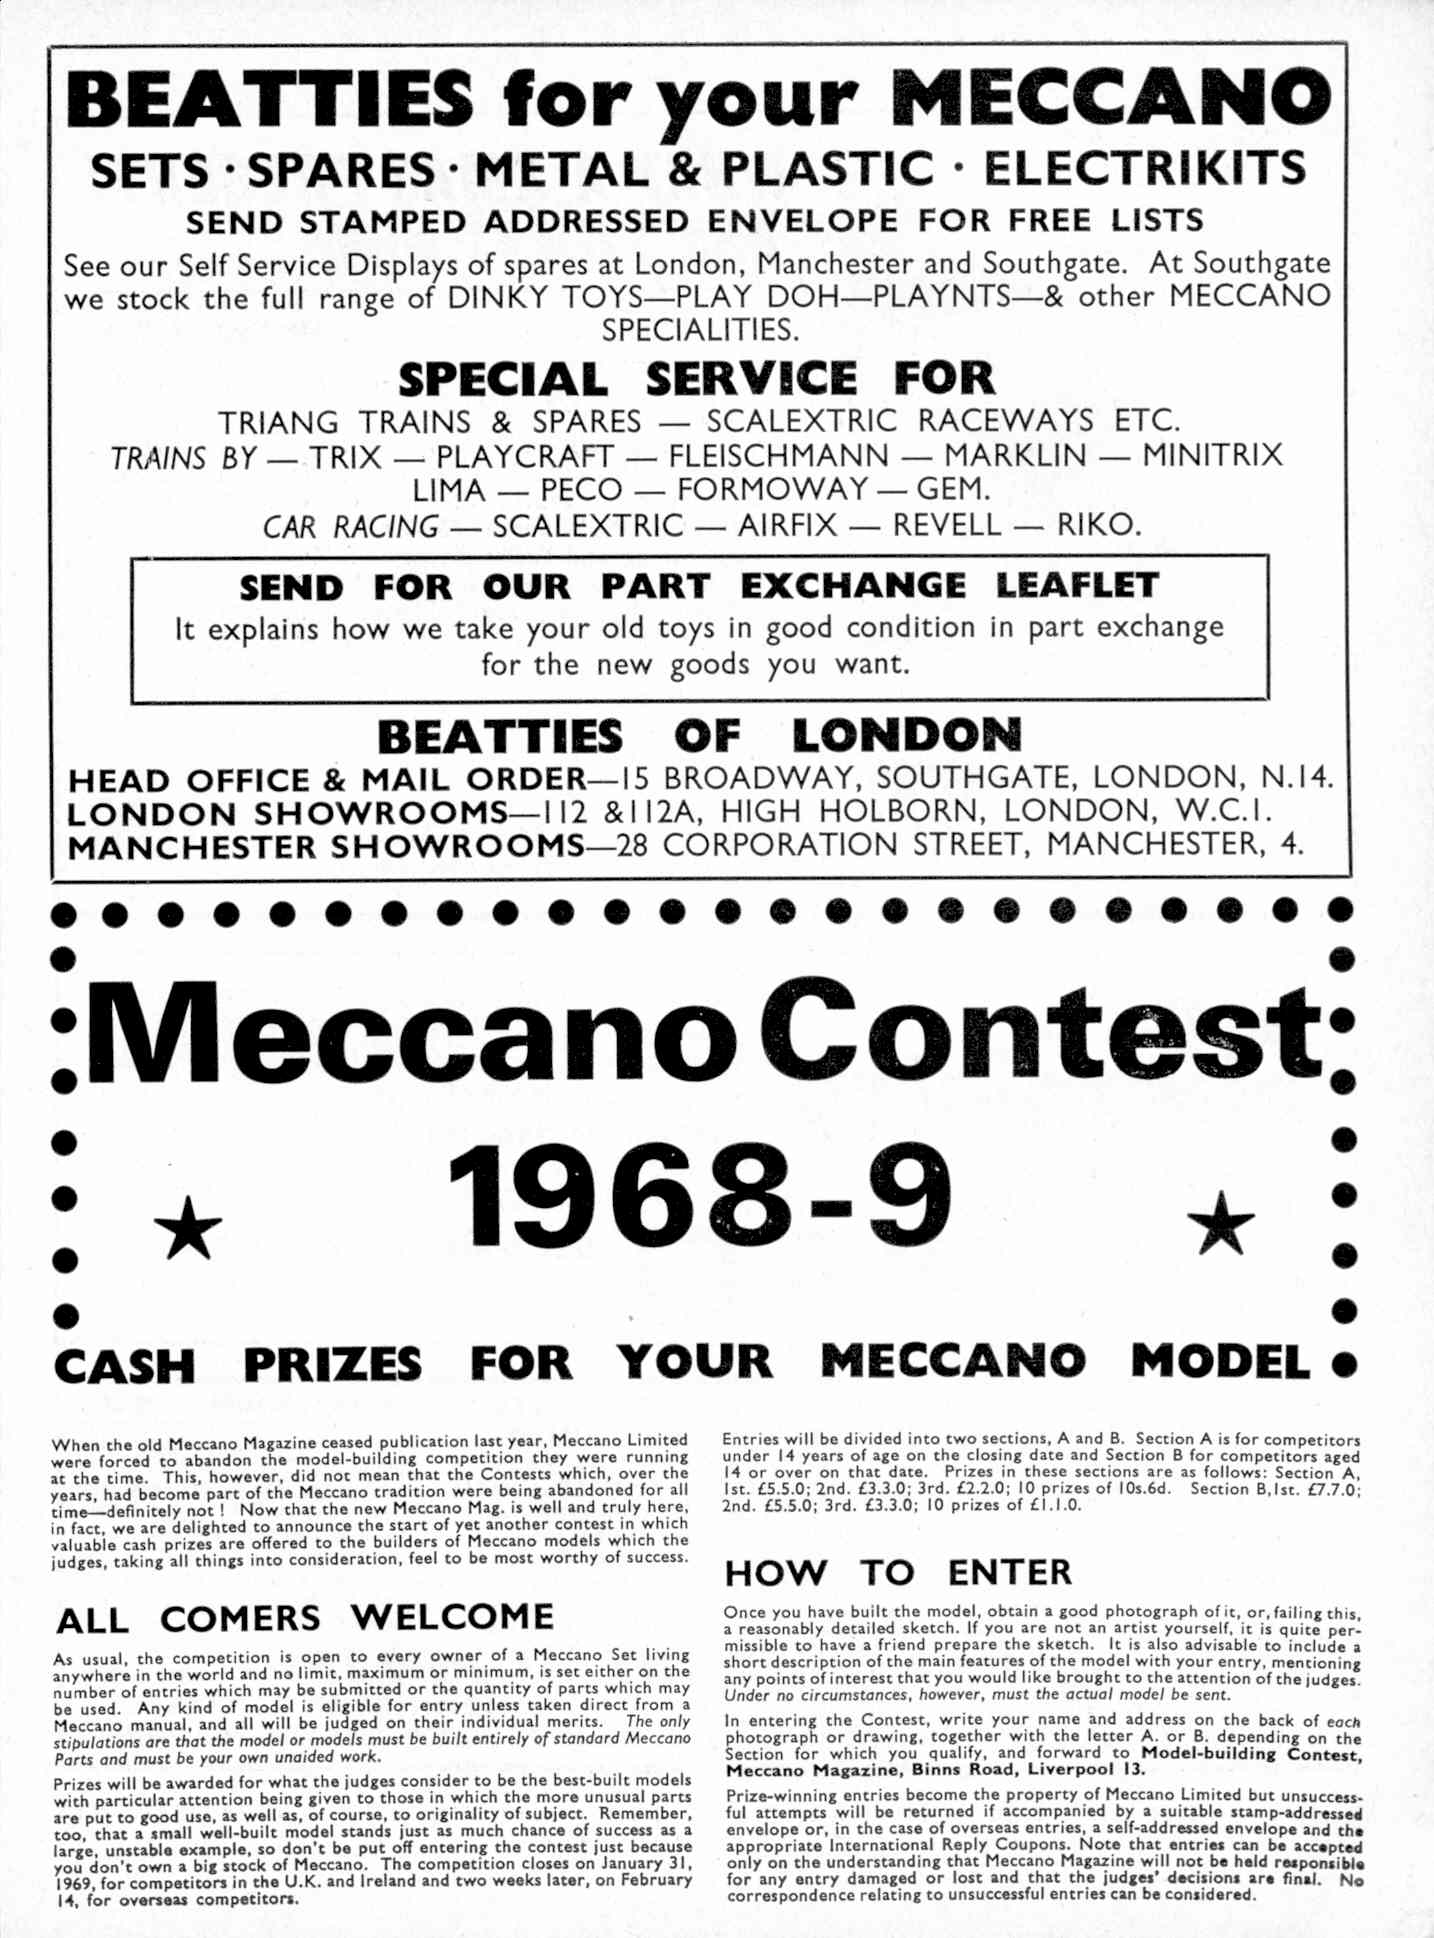 BEATTIES for your MECCANO
SETS · SPARES · METAL & PLASTIC · ELECTRIKITS
SEND STAMPED ADDRESSED ENVELOPE FOR FREE LISTS
See our Self Service Displays of spares at London, Manchester and Southgate. At Southgate
we stock the full range of DINKY TOYS—PLAY DOH—PLAYNTS—& other MECCANO
SPECIALITIES.
SPECIAL SERVICE FOR
TRIANG TRAINS & SPARES — SCALEXTRIC RACEWAYS ETC.
TRAINS BY — TRIX — PLAYCRAFT — FLEISCHMANN — MARKLIN — MINITRIX
LIMA — PECO — FORMOWAY — GEM.
CAR RACING — SCALEXTRIC — AIRFIX — REVELL — RIKO.
SEND FOR OUR PART EXCHANGE LEAFLET
It explains how we take your old toys in good condition in part exchange
for the new goods you want.
BEATTIES OF LONDON
HEAD OFFICE & MAIL ORDER—15 BROADWAY, SOUTHGATE, LONDON, N.14.
LONDON SHOWROOMS—112 &112A, HIGH HOLBORN, LONDON, W.C.1.
MANCHESTER SHOWROOMS—28 CORPORATION STREET, MANCHESTER, 4.
Meccano Contest
1968-9
CASH PRIZES FOR YOUR MECCANO MODEL
When the old Meccano Magazine ceased publication last year, Meccano Limited
were forced to abandon the model-building competition they were running
at the time. This, however, did not mean that the Contests which, over the
years, had become part of the Meccano tradition were being abandoned for all
time—definitely not ! Now that the new Meccano Mag. is well and truly here,
in fact, we are delighted to announce the start of yet another contest in which
valuable cash prizes are offered to the builders of Meccano models which the
judges, taking all things into consideration, feel to be most worthy of success.
ALL COMERS WELCOME
As usual, the competition is open to every owner of a Meccano Set living
anywhere in the world and no limit, maximum or minimum, is set either on the
number of entries which may be submitted or the quantity of parts which may
be used. Any kind of model is eligible for entry unless taken direct from a
Meccano manual, and all will be judged on their individual merits. The only
stipulations are that the model or models must be built entirely of standard Meccano
Parts and must be your own unaided work.
Prizes will be awarded for what the judges consider to be the best-built models
with particular attention being given to those in which the more unusual parts
are put to good use, as well as, of course, to originality of subject. Remember,
too, that a small well-built model stands just as much chance of success as a
large, unstable example, so don't be put off entering the contest just because
you don't own a big stock of Meccano. The competition closes on January 31,
1969, for competitors in the U.K. and Ireland and two weeks later, on February
14, for overseas competitors.
Entries will be divided into two sections, A and B. Section A is for competitors
under 14 years of age on the closing date and Section B for competitors aged
14 or over on that date. Prizes in these sections are as follows: Section A,
1st. £5.5.0; 2nd. £3.3.0; 3rd. £2.2.0; 10 prizes of 10s.6d. Section B,1st. £7.7.0;
2nd. £5.5.0; 3rd. £3.3.0; 10 prizes of £1.1.0.
HOW TO ENTER
Once you have built the model, obtain a good photograph of it, or, failing this,
a reasonably detailed sketch. If you are not an artist yourself, it is quite per-
missible to have a friend prepare the sketch. It is also advisable to include a
short description of the main features of the model with your entry, mentioning
any points of interest that you would like brought to the attention of the judges.
Under no circumstances, however, must the actual model be sent.
In entering the Contest, write your name and address on the back of each
photograph or drawing, together with the letter A. or B. depending on the
Section for which you qualify, and forward to Model-building Contest,
Meccano Magazine, Binns Road, Liverpool 13.
Prize-winning entries become the property of Meccano Limited but unsuccess-
ful attempts will be returned if accompanied by a suitable stamp-addressed
envelope or, in the case of overseas entries, a self-addressed envelope and the
appropriate International Reply Coupons. Note that entries can be accepted
only on the understanding that Meccano Magazine will not be held responsible
for any entry damaged or lost and that the judges' decisions are final. No
correspondence relating to unsuccessful entries can be considered.